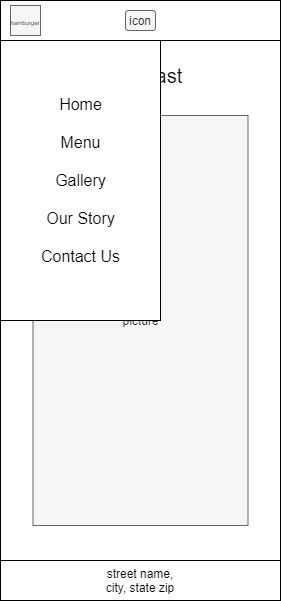 hamburger
icon
ast
Home
Menu
Gallery
Our Story
Contact Us
picture
street name,
city, state zip